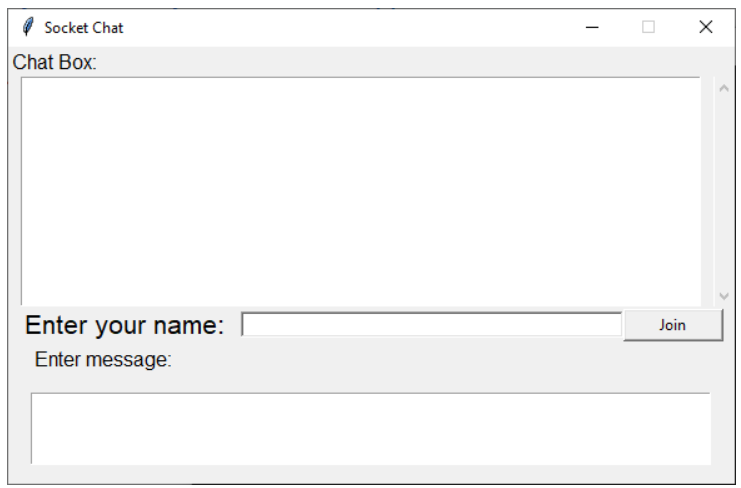 Socket Chat
Chat Box:
Enter your name:
Join
Enter message: